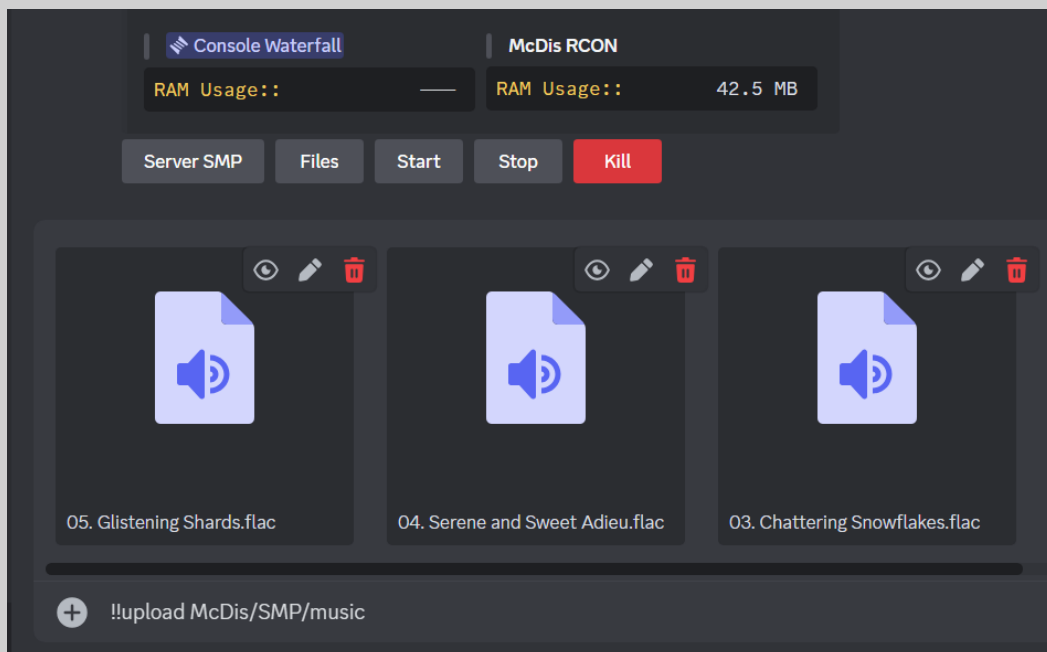 Console Waterfall
McDis RCON
RAM Usage:: ——
RAM Usage:: 42.5 MB
Server SMP
Files
Start
Stop
Kill
05. Glistening Shards.flac
04. Serene and Sweet Adieu.flac
03. Chattering Snowflakes.flac
!!upload McDis/SMP/music